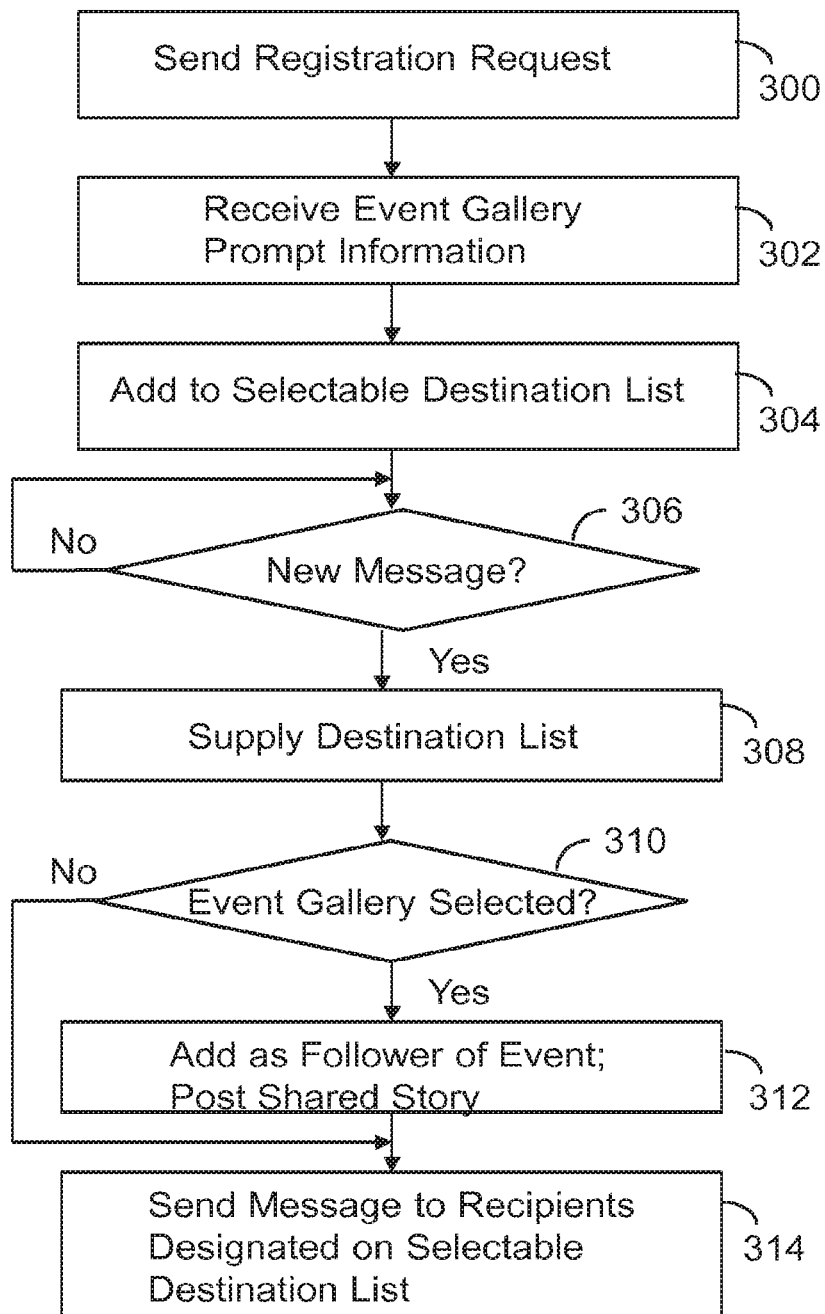 Send Registration Request
300
Receive Event Gallery
Prompt Information
302
Add to Selectable Destination List
304
306
No
New Message?
Yes
Supply Destination List
308
310
No
Event Gallery Selected?
Yes
Add as Follower of Event;
Post Shared Story
312
Send Message to Recipients
Designated on Selectable
Destination List
314